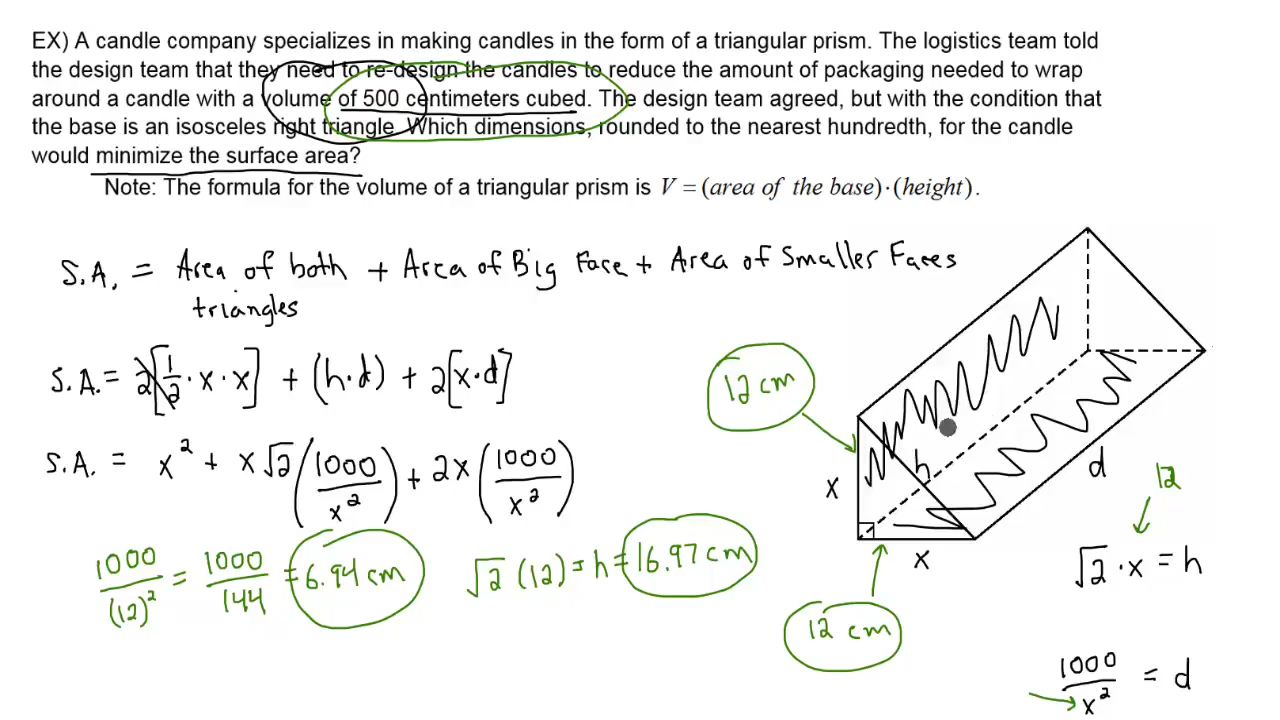 EX) A candle company specializes in making candles in the form of a triangular prism. The logistics team told
the design team that they need to re-design the candles to reduce the amount of packaging needed to wrap
around a candle with a volume of 500 centimeters cubed. The design team agreed, but with the condition that
the base is an isosceles right triangle. Which dimensions, rounded to the nearest hundredth, for the candle
would minimize the surface area?
Note: The formula for the volume of a triangular prism is V = (area of the base)·(height).
S.A. = Area of both + Area of Big Face + Area of Smaller Faces
triangles
S.A. = 2[1/2 · x · x] + (h·d) + 2[x·d]
S.A. = x² + x√2(1000/x²) + 2x(1000/x²)
1000/(12)² = 1000/144 = 6.94 cm
√2 (12) = h = 16.97 cm
12 cm
x
h
d
x
12 cm
12
√2 · x = h
1000/x² = d